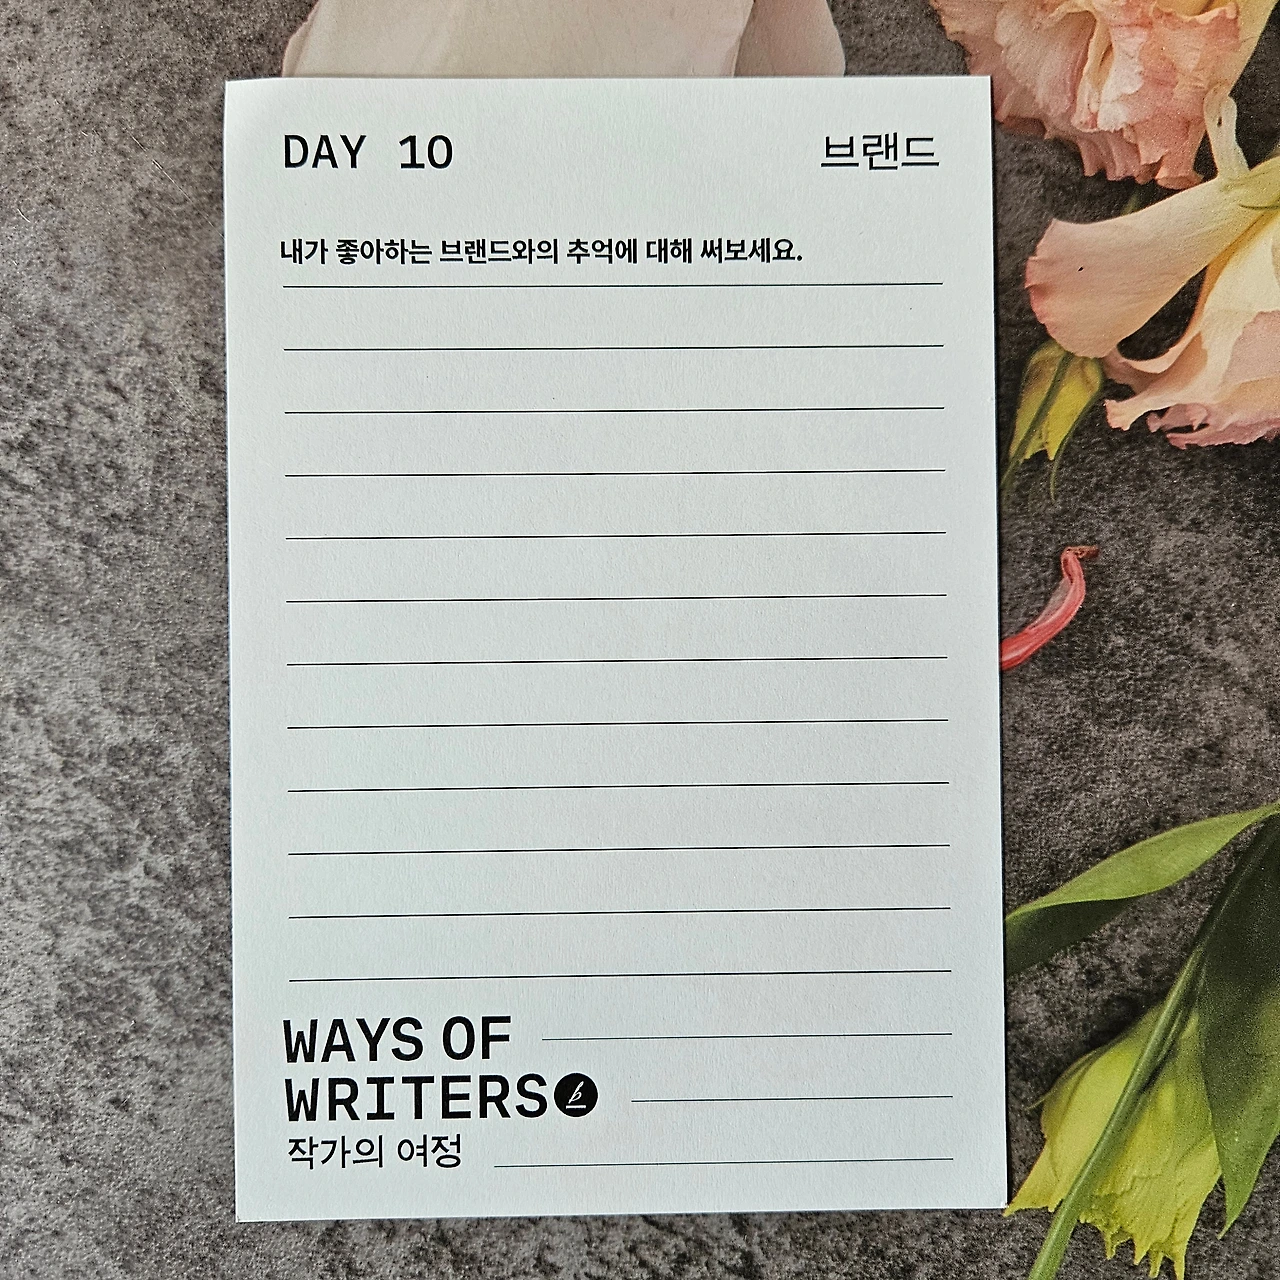 DAY 10
브랜드
내가 좋아하는 브랜드와의 추억에 대해 써보세요.
WAYS OF
WRITERS
작가의 여정